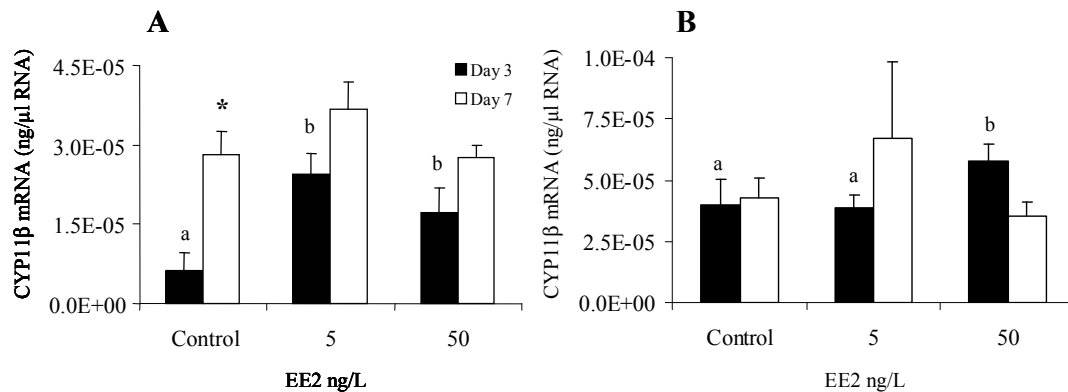 A
CYP11β mRNA (ng/µl RNA)
4.5E-05
3.0E-05
1.5E-05
0.0E+00
Day 3
Day 7
*
a
b
b
Control
5
50
EE2 ng/L
B
CYP11β mRNA (ng/µl RNA)
1.0E-04
7.5E-05
5.0E-05
2.5E-05
0.0E+00
a
a
b
Control
5
50
EE2 ng/L